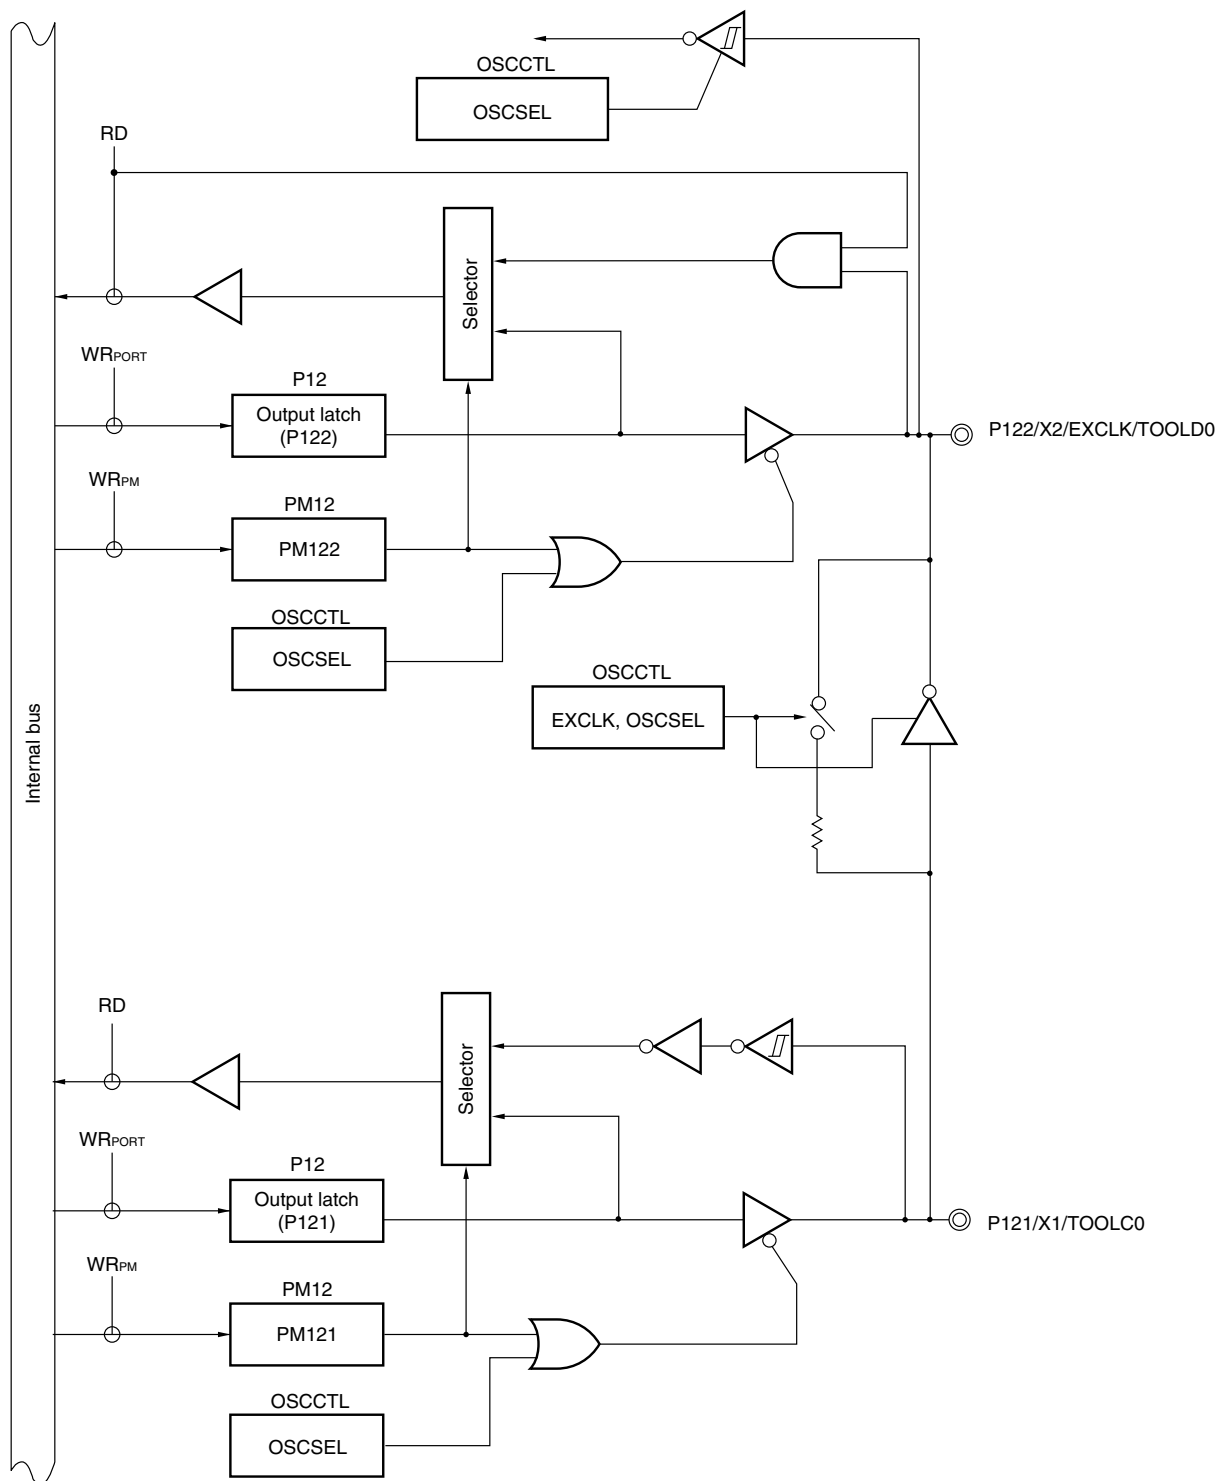 OSCCTL
OSCSEL
RD
Selector
WRPORT
P12
Output latch
(P122)
P122/X2/EXCLK/TOOLD0
WRPM
PM12
PM122
OSCCTL
OSCSEL
OSCCTL
EXCLK, OSCSEL
Internal bus
RD
Selector
WRPORT
P12
Output latch
(P121)
P121/X1/TOOLC0
WRPM
PM12
PM121
OSCCTL
OSCSEL